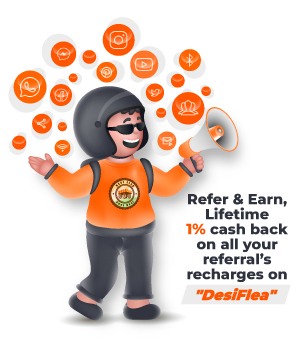 Refer & Earn,
Lifetime
1% cash back
on all your
referral's
recharges on
"DesiFlea"